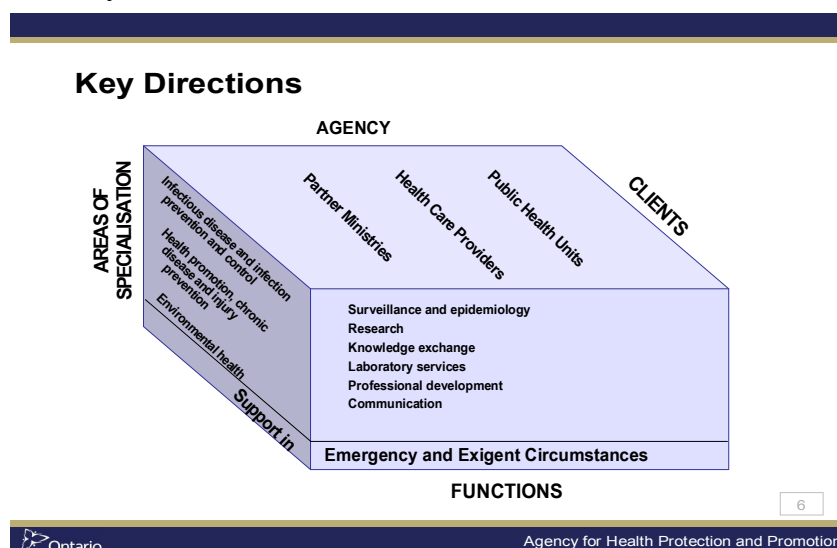 Key Directions
AGENCY
AREAS OF
SPECIALISATION
CLIENTS
Partner Ministries
Health Care Providers
Public Health Units
Infectious disease and infection
prevention and control
Health promotion, chronic
disease and injury
prevention
Environmental health
Support in
Surveillance and epidemiology
Research
Knowledge exchange
Laboratory services
Professional development
Communication
Emergency and Exigent Circumstances
FUNCTIONS
6
Ontario
Agency for Health Protection and Promotion